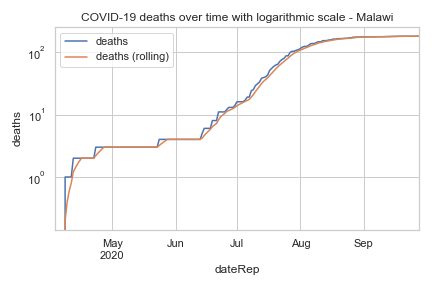 COVID-19 deaths over time with logarithmic scale - Malawi
deaths
deaths (rolling)
10²
10¹
10⁰
deaths
May
2020
Jun
Jul
Aug
Sep
dateRep